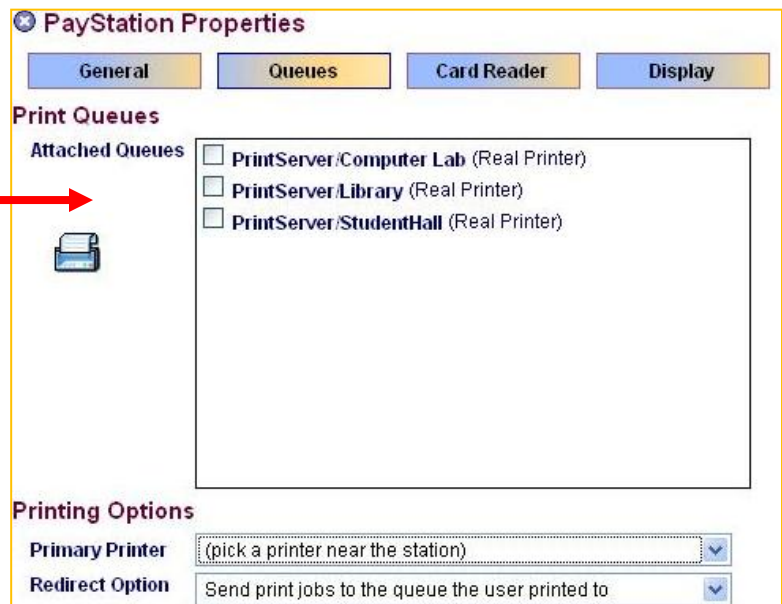 PayStation Properties
General Queues Card Reader Display
Print Queues
Attached Queues
PrintServer/Computer Lab (Real Printer)
PrintServer/Library (Real Printer)
PrintServer/StudentHall (Real Printer)
Printing Options
Primary Printer (pick a printer near the station)
Redirect Option Send print jobs to the queue the user printed to